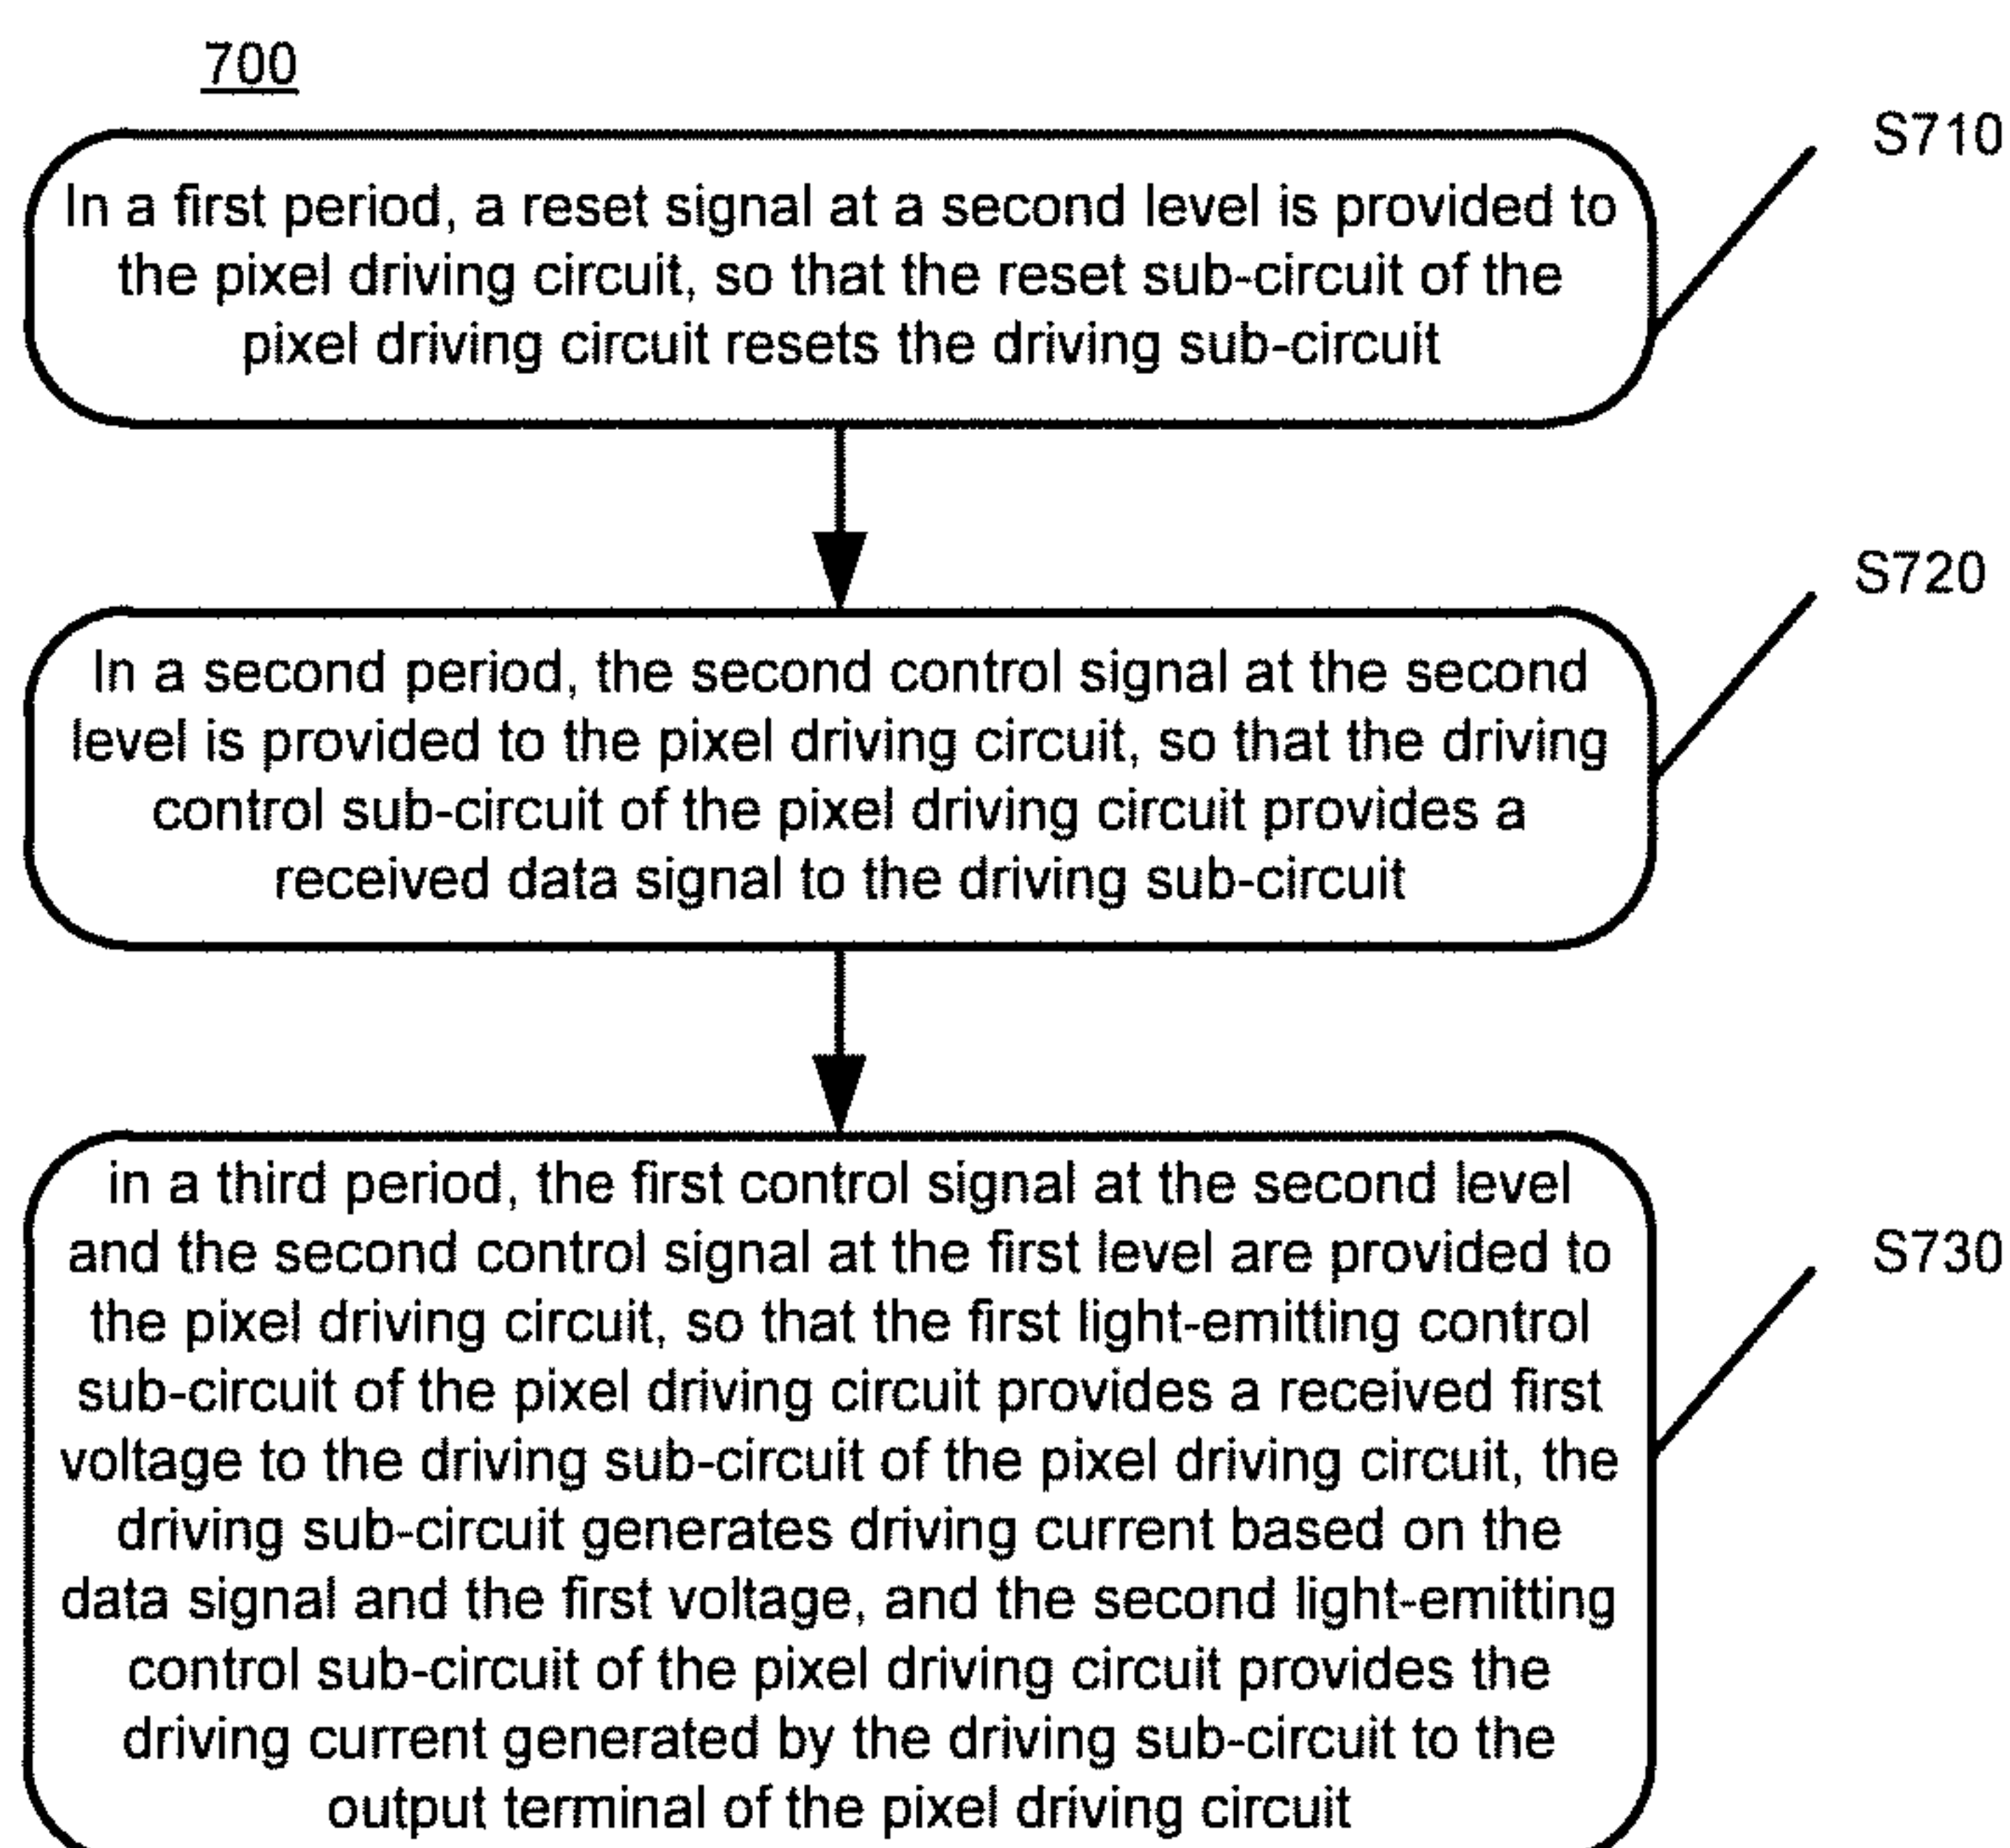 700
S710
In a first period, a reset signal at a second level is provided to
the pixel driving circuit, so that the reset sub-circuit of the
pixel driving circuit resets the driving sub-circuit
S720
In a second period, the second control signal at the second
level is provided to the pixel driving circuit, so that the driving
control sub-circuit of the pixel driving circuit provides a
received data signal to the driving sub-circuit
S730
in a third period, the first control signal at the second level
and the second control signal at the first level are provided to
the pixel driving circuit, so that the first light-emitting control
sub-circuit of the pixel driving circuit provides a received first
voltage to the driving sub-circuit of the pixel driving circuit, the
driving sub-circuit generates driving current based on the
data signal and the first voltage, and the second light-emitting
control sub-circuit of the pixel driving circuit provides the
driving current generated by the driving sub-circuit to the
output terminal of the pixel driving circuit